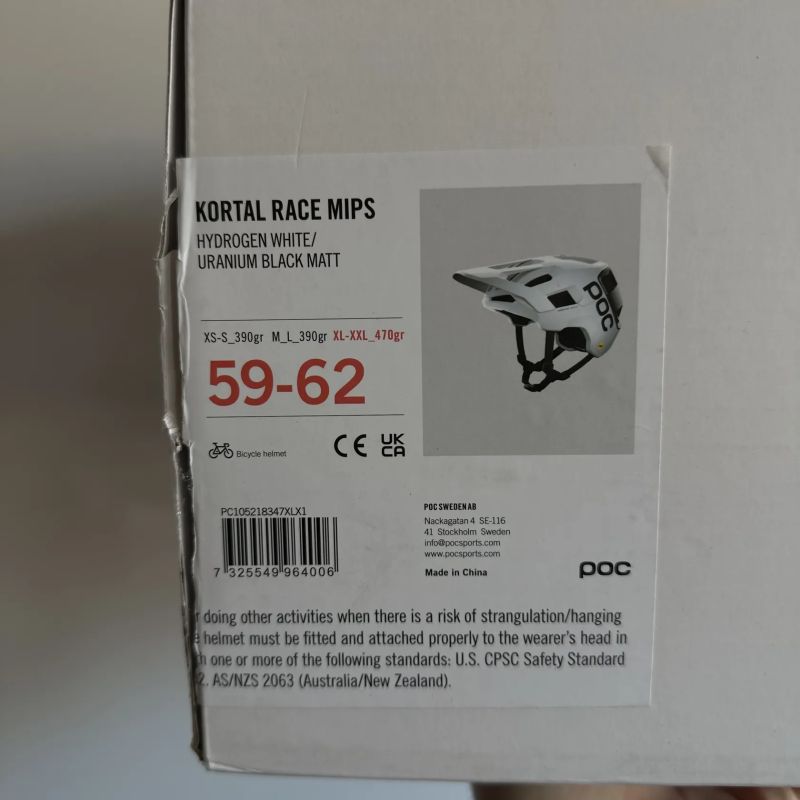 KORTAL RACE MIPS
HYDROGEN WHITE/
URANIUM BLACK MATT
XS-S_390gr M_L_390gr XL-XXL_470gr
59-62
Bicycle helmet
CE UK
CA
POC
PC105218347XLX1
7 325549 964006
POC SWEDEN AB
Nackagatan 4 SE-116
41 Stockholm Sweden
info@pocsports.com
www.pocsports.com
Made in China
poc
doing other activities when there is a risk of strangulation/hanging
helmet must be fitted and attached properly to the wearer's head in
one or more of the following standards: U.S. CPSC Safety Standard
2. AS/NZS 2063 (Australia/New Zealand).